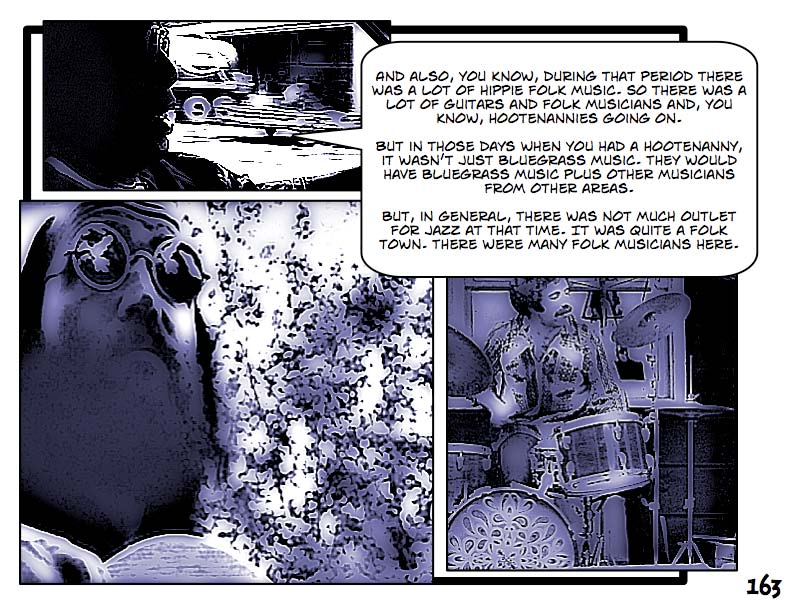 AND ALSO, YOU KNOW, DURING THAT PERIOD THERE
WAS A LOT OF HIPPIE FOLK MUSIC. SO THERE WAS A
LOT OF GUITARS AND FOLK MUSICIANS AND, YOU
KNOW, HOOTENANNIES GOING ON.
BUT IN THOSE DAYS WHEN YOU HAD A HOOTENANNY,
IT WASN'T JUST BLUEGRASS MUSIC. THEY WOULD
HAVE BLUEGRASS MUSIC PLUS OTHER MUSICIANS
FROM OTHER AREAS.
BUT, IN GENERAL, THERE WAS NOT MUCH OUTLET
FOR JAZZ AT THAT TIME. IT WAS QUITE A FOLK
TOWN. THERE WERE MANY FOLK MUSICIANS HERE.
163